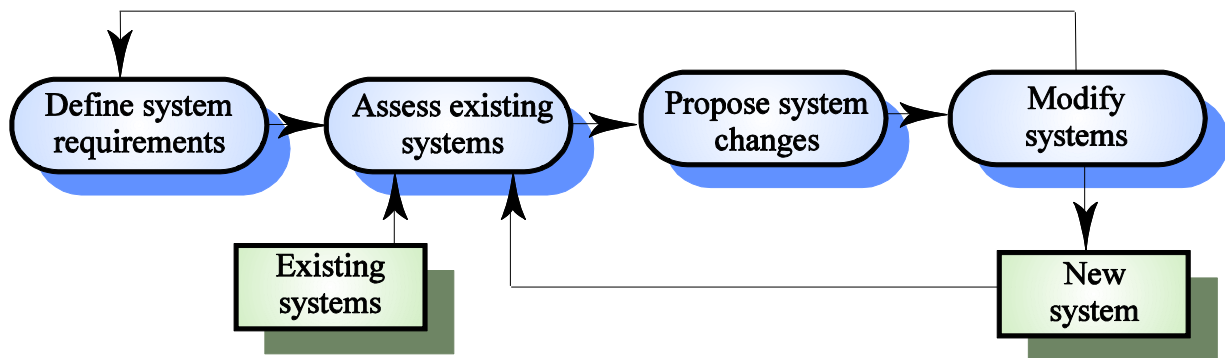 Define system
requirements
Assess existing
systems
Propose system
changes
Modify
systems
Existing
systems
New
system